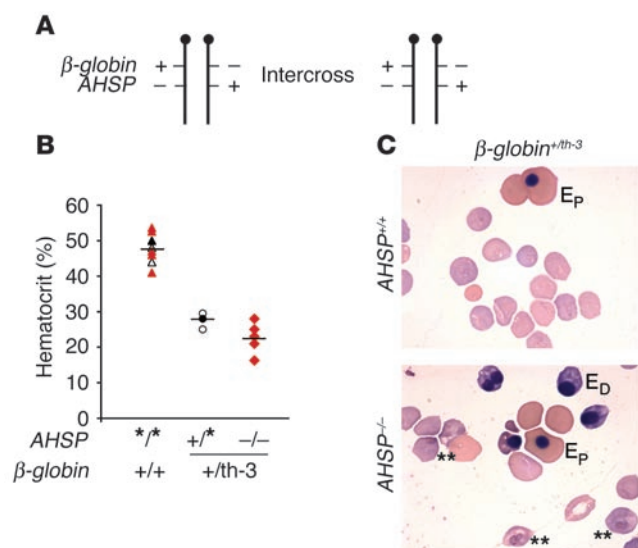 A
β-globin + – + –
AHSP – + Intercross – +
B
Hematocrit (%)
60
50
40
30
20
10
0
AHSP */* +/* –/–
β-globin +/+ +/th-3
C
β-globin+/th-3
AHSP+/+
EP
AHSP–/–
ED
EP
**
**
**